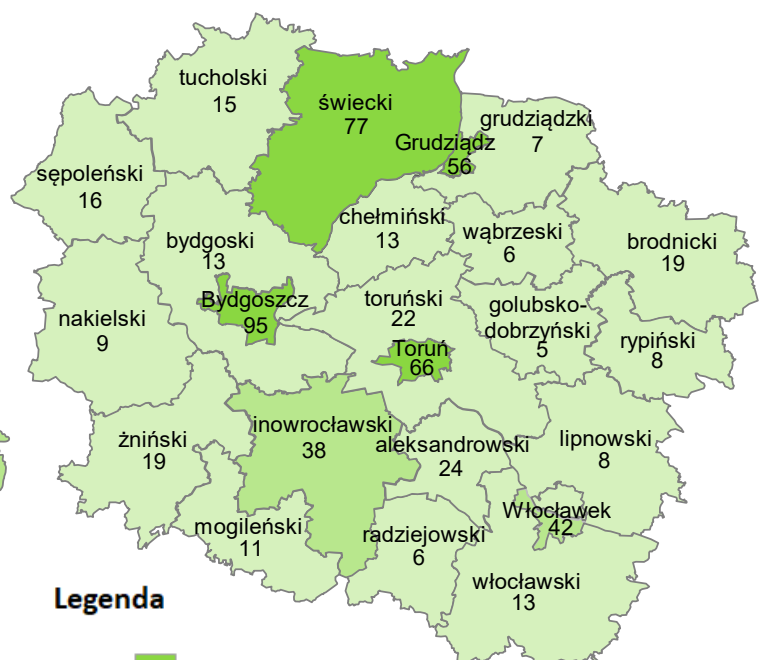 tucholski
15
świecki
77
grudziądzki
7
Grudziądz
56
sępoleński
16
chełmiński
13
wąbrzeski
6
bydgoski
13
brodnicki
19
Bydgoszcz
95
toruński
22
golubsko-
dobrzyński
5
nakielski
9
rypiński
8
Toruń
66
inowrocławski
38
żniński
19
aleksandrowski
24
lipnowski
8
Włocławek
42
mogileński
11
radziejowski
6
włocławski
13
Legenda